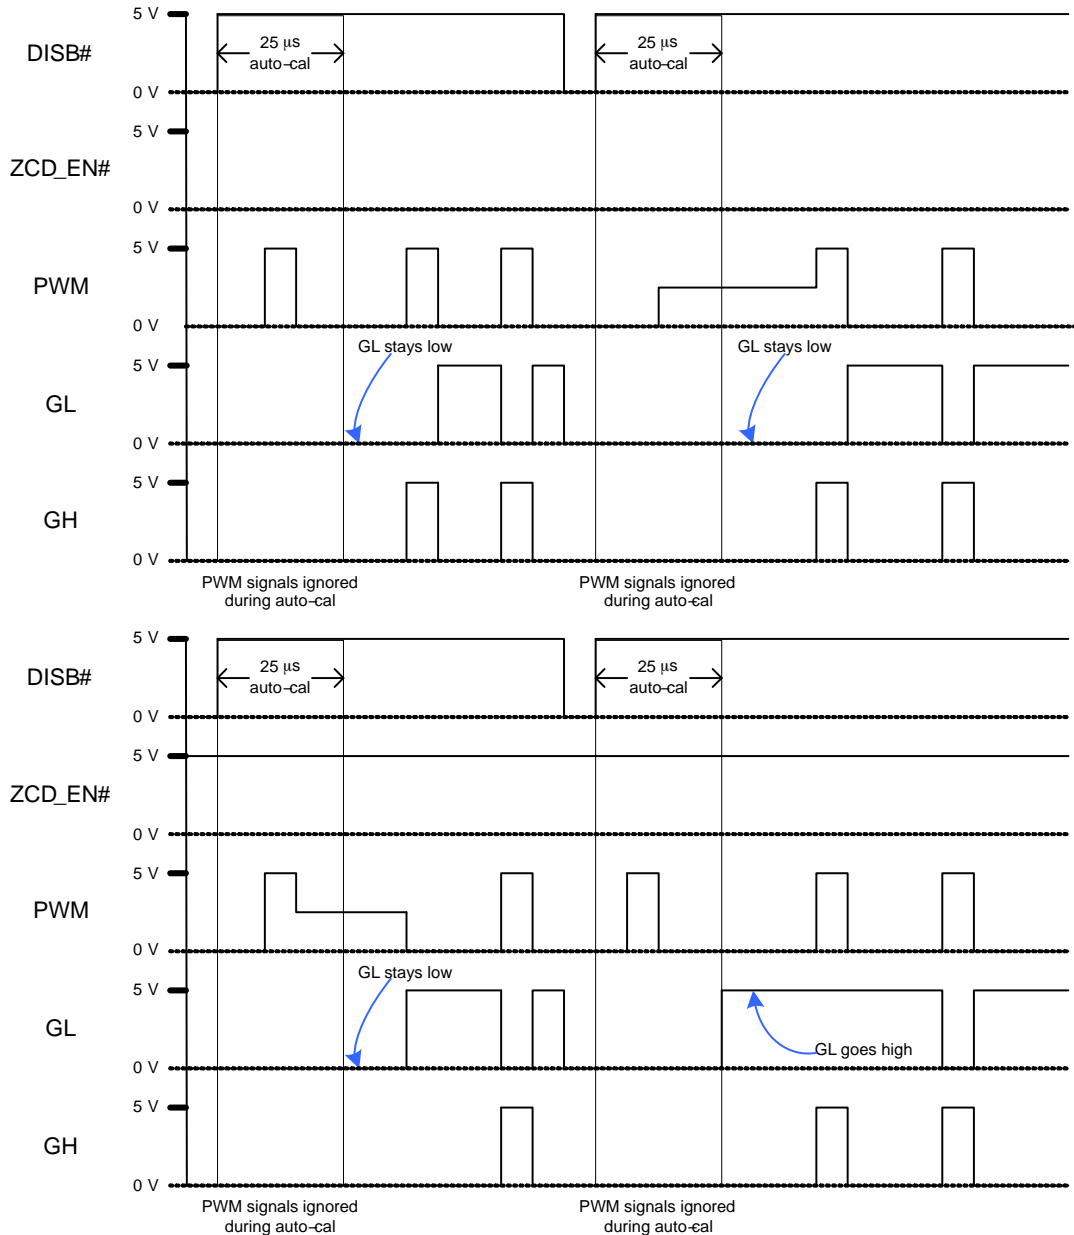 5 V
DISB#
25 μs
auto-cal
25 μs
auto-cal
0 V
5 V
ZCD_EN#
0 V
5 V
PWM
0 V
GL stays low
GL stays low
5 V
GL
0 V
5 V
GH
0 V
PWM signals ignored
during auto-cal
PWM signals ignored
during auto-cal
5 V
DISB#
25 μs
auto-cal
25 μs
auto-cal
0 V
5 V
ZCD_EN#
0 V
5 V
PWM
0 V
GL stays low
5 V
GL
GL goes high
0 V
5 V
GH
0 V
PWM signals ignored
during auto-cal
PWM signals ignored
during auto-cal